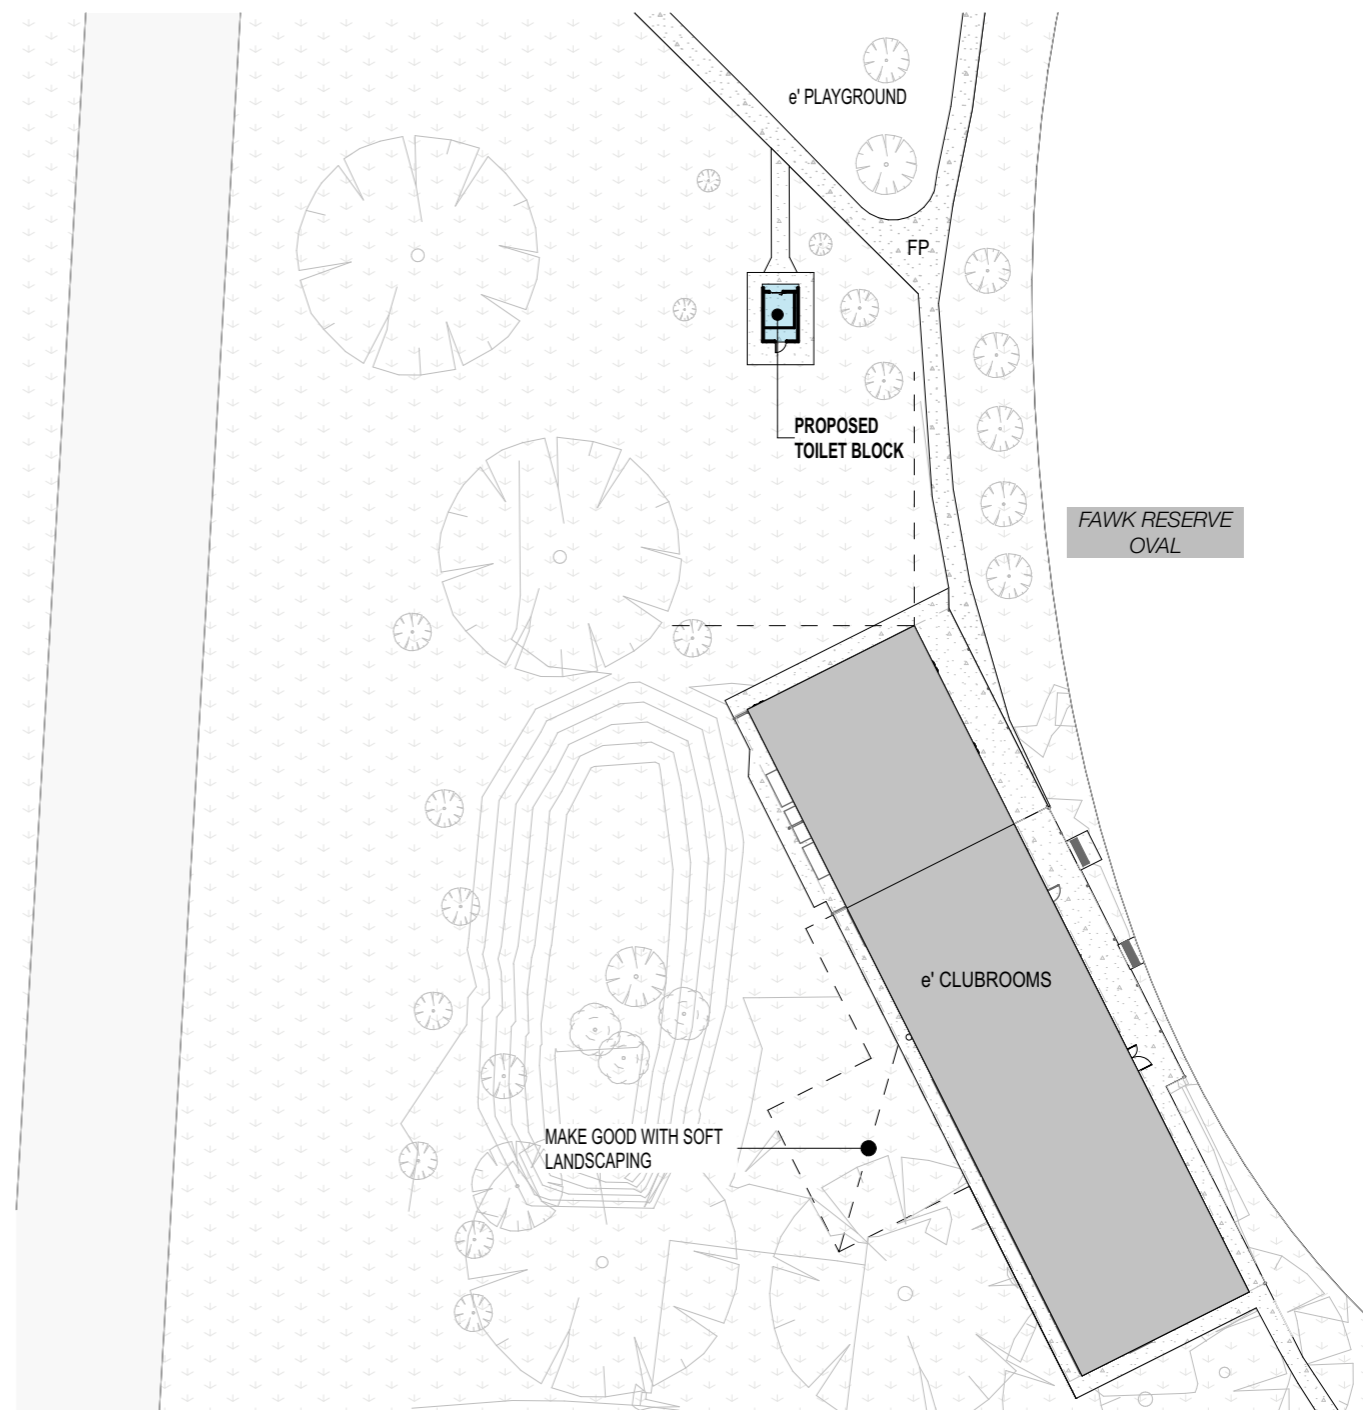 e' PLAYGROUND
FP
PROPOSED
TOILET BLOCK
FAWK RESERVE
OVAL
e' CLUBROOMS
MAKE GOOD WITH SOFT
LANDSCAPING